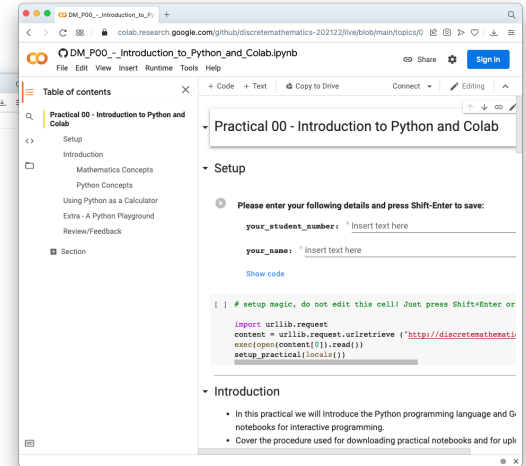 DM_P00_-_Introduction_to_Py
colab.research.google.com/github/discretemathematics-202122/live/blob/main/topics/0
DM_P00_-_Introduction_to_Python_and_Colab.ipynb
File Edit View Insert Runtime Tools Help
Share
Sign in
Table of contents
+ Code + Text Copy to Drive
Connect
Editing
Practical 00 - Introduction to Python and
Colab
Setup
Introduction
Mathematics Concepts
Python Concepts
Using Python as a Calculator
Extra - A Python Playground
Review/Feedback
Section
Practical 00 - Introduction to Python and Colab
Setup
Please enter your following details and press Shift-Enter to save:
your_student_number: " Insert text here
your_name: " Insert text here
Show code
[ ] # setup magic, do not edit this cell! Just press Shift+Enter or
import urllib.request
content = urllib.request.urlretrieve ("http://discretemathematic
exec(open(content[0]).read())
setup_practical(locals())
Introduction
• In this practical we will Introduce the Python programming language and
notebooks for interactive programming.
• Cover the procedure used for downloading practical notebooks and for